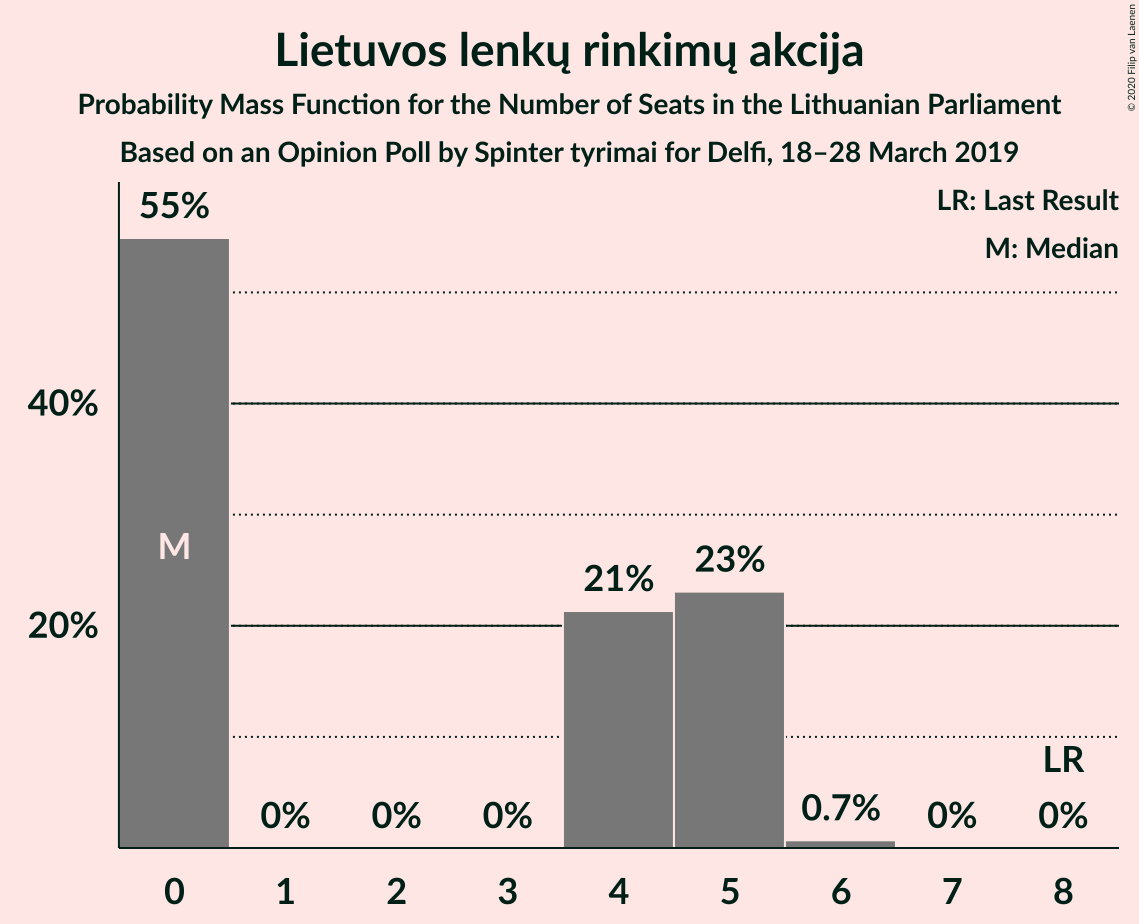 Lietuvos lenkų rinkimų akcija
Probability Mass Function for the Number of Seats in the Lithuanian Parliament
Based on an Opinion Poll by Spinter tyrimai for Delfi, 18–28 March 2019
© 2020 Filip van Laenen
LR: Last Result
M: Median
55%
40%
M
23%
21%
20%
LR
0% 0% 0% 0.7% 0% 0%
0 1 2 3 4 5 6 7 8